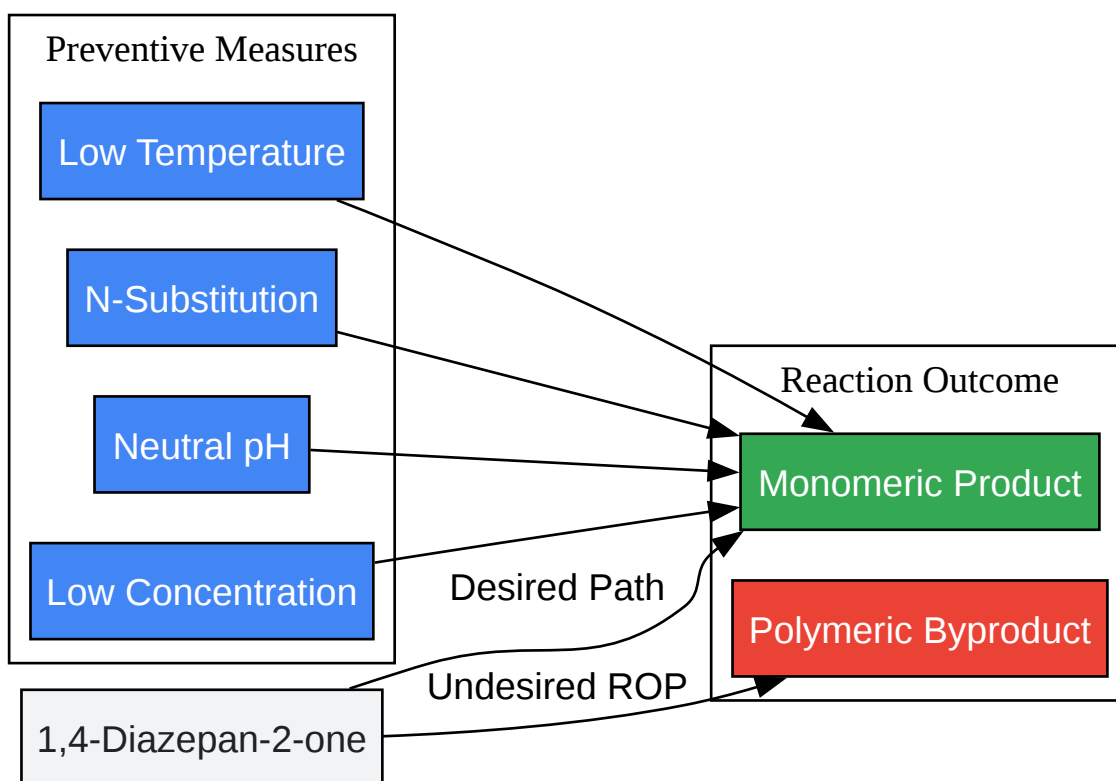 Preventive Measures
Low Temperature
N-Substitution
Neutral pH
Low Concentration
1,4-Diazepan-2-one
Desired Path
Undesired ROP
Reaction Outcome
Monomeric Product
Polymeric Byproduct